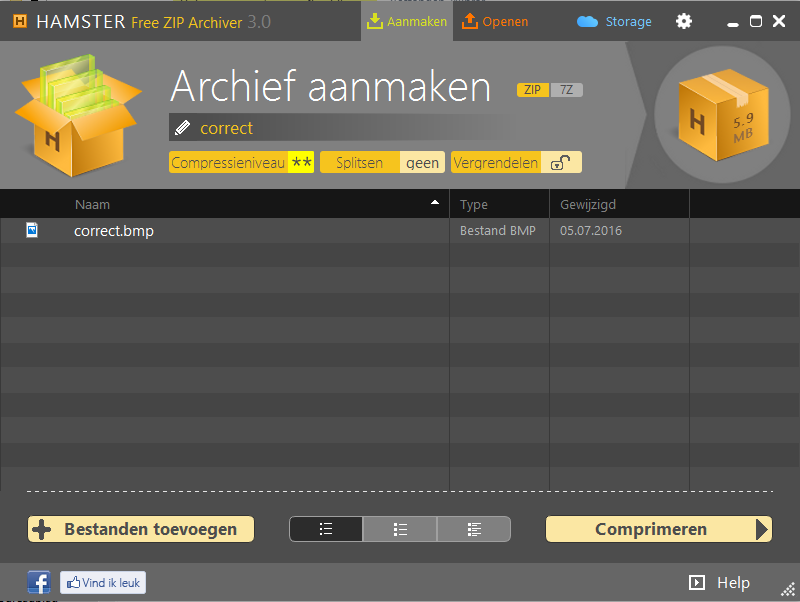 HAMSTER Free ZIP Archiver 3.0 Aanmaken Openen Storage
Archief aanmaken ZIP 7Z
correct
Compressieniveau ** Splitsen geen Vergrendelen
H
H 5.9 MB
Naam Type Gewijzigd
correct.bmp Bestand BMP 05.07.2016
Bestanden toevoegen Comprimeren
f Vind ik leuk Help